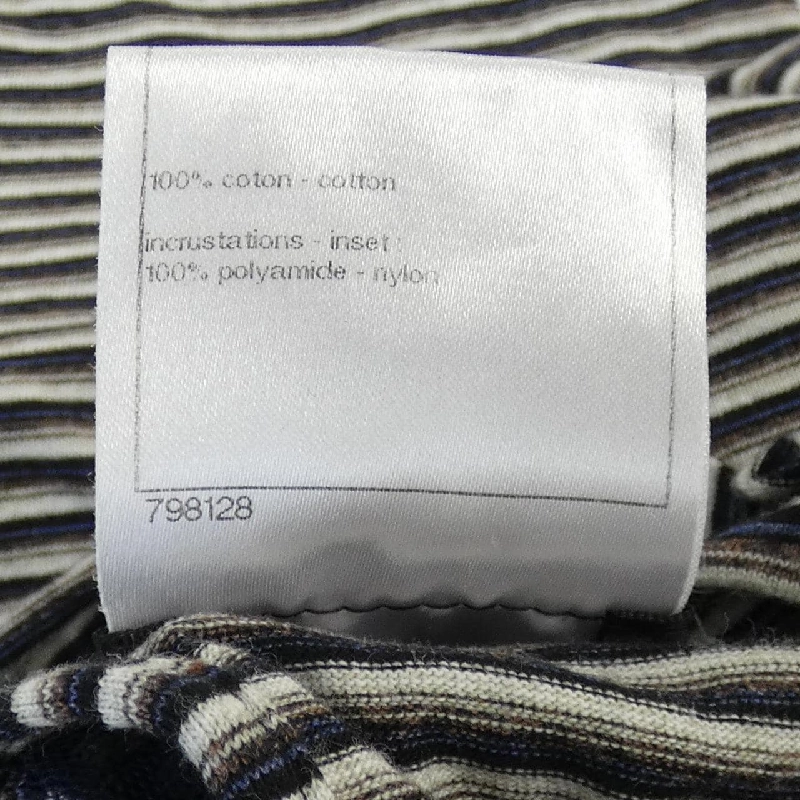 100% coton - cotton
incrustations - inset :
100% polyamide - nylon
798128